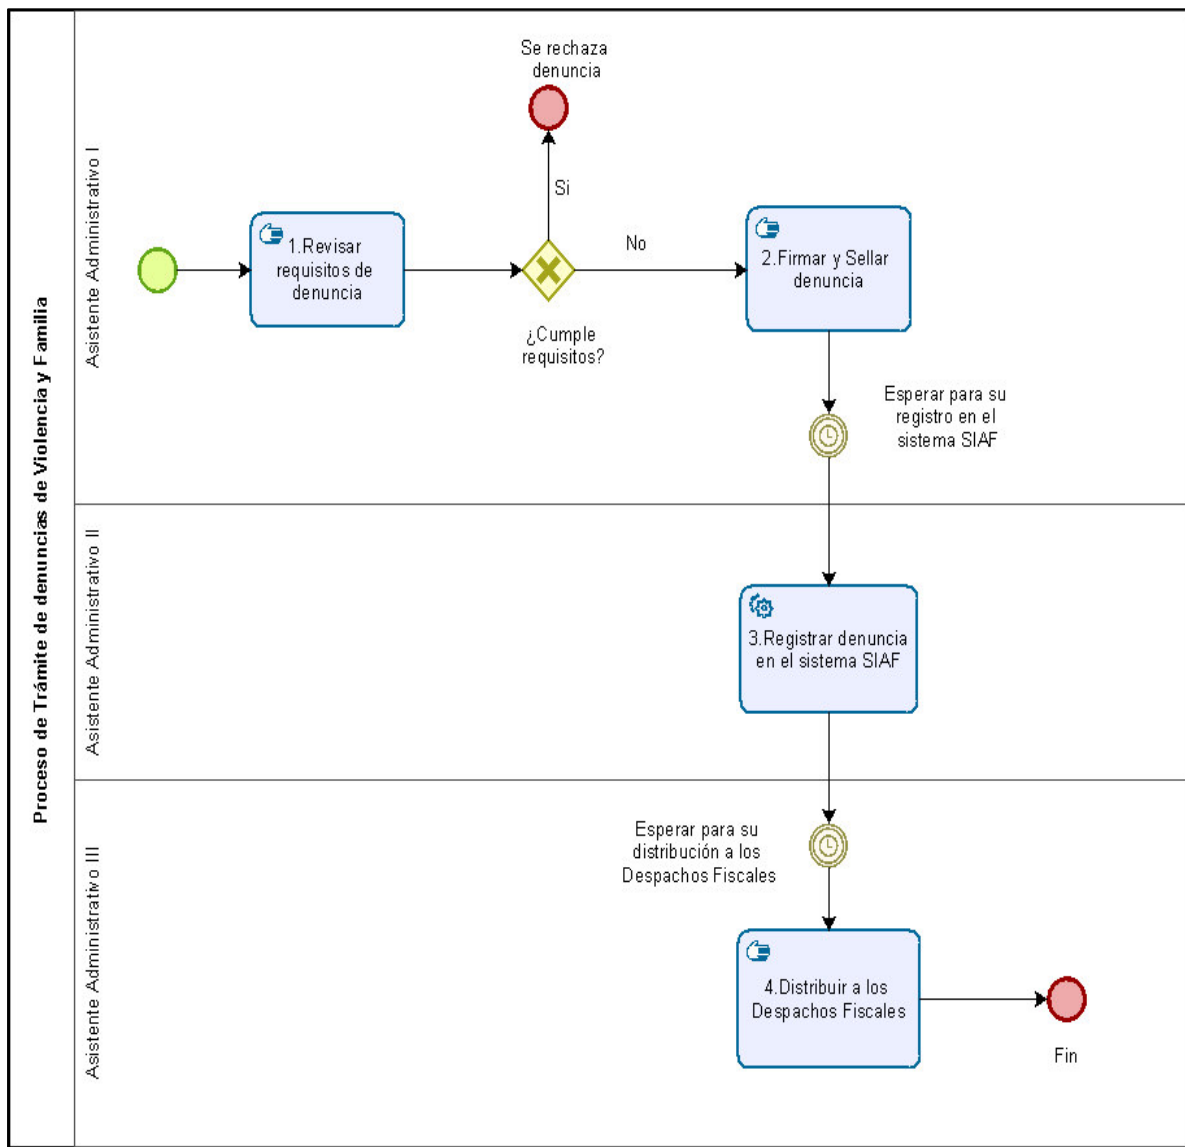 Proceso de Trámite de denuncias de Violencia y Familia
Asistente Administrativo I
Se rechaza
denuncia
Si
1.Revisar
requisitos de
denuncia
¿Cumple
requisitos?
No
2.Firmar y Sellar
denuncia
Esperar para su
registro en el
sistema SIAF
Asistente Administrativo II
3.Registrar denuncia
en el sistema SIAF
Asistente Administrativo III
Esperar para su
distribución a los
Despachos Fiscales
4.Distribuir a los
Despachos Fiscales
Fin